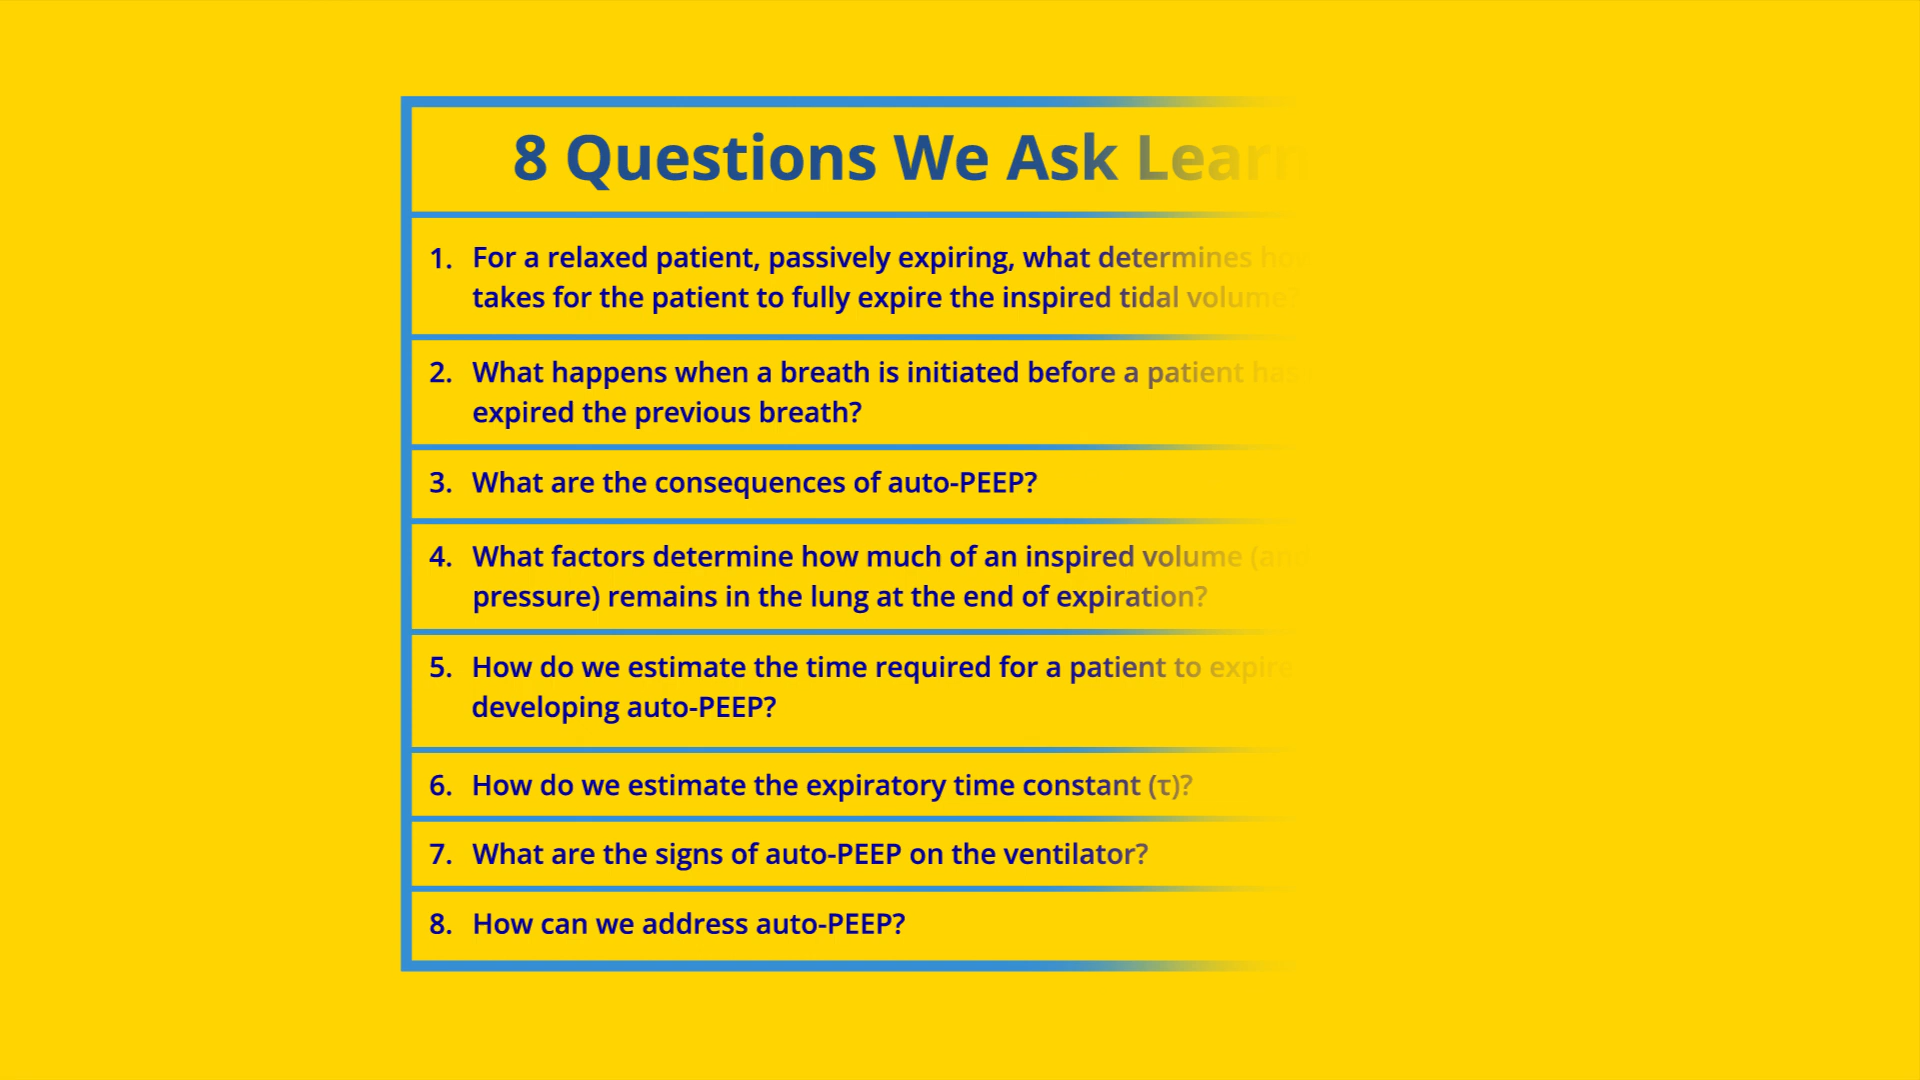 8 Questions We Ask Learn
1. For a relaxed patient, passively expiring, what determines
takes for the patient to fully expire the inspired tidal volume?
2. What happens when a breath is initiated before a patient has
expired the previous breath?
3. What are the consequences of auto-PEEP?
4. What factors determine how much of an inspired volume (and
pressure) remains in the lung at the end of expiration?
5. How do we estimate the time required for a patient to expire
developing auto-PEEP?
6. How do we estimate the expiratory time constant (τ)?
7. What are the signs of auto-PEEP on the ventilator?
8. How can we address auto-PEEP?